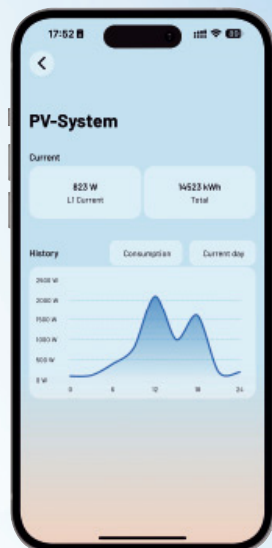 17:52
PV-System
Current
823 W
L1 Current
14523 kWh
Total
History
Consumption
Current day
2500 W
2000 W
1500 W
1000 W
500 W
0 W
0 6 12 18 24